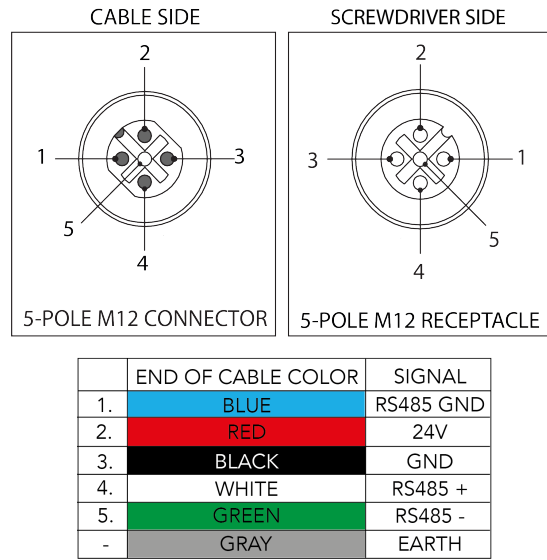 CABLE SIDE
2
1
3
5
4
5-POLE M12 CONNECTOR
SCREWDRIVER SIDE
2
3
1
5
4
5-POLE M12 RECEPTACLE
END OF CABLE COLOR SIGNAL
1. BLUE RS485 GND
2. RED 24V
3. BLACK GND
4. WHITE RS485 +
5. GREEN RS485 -
- GRAY EARTH